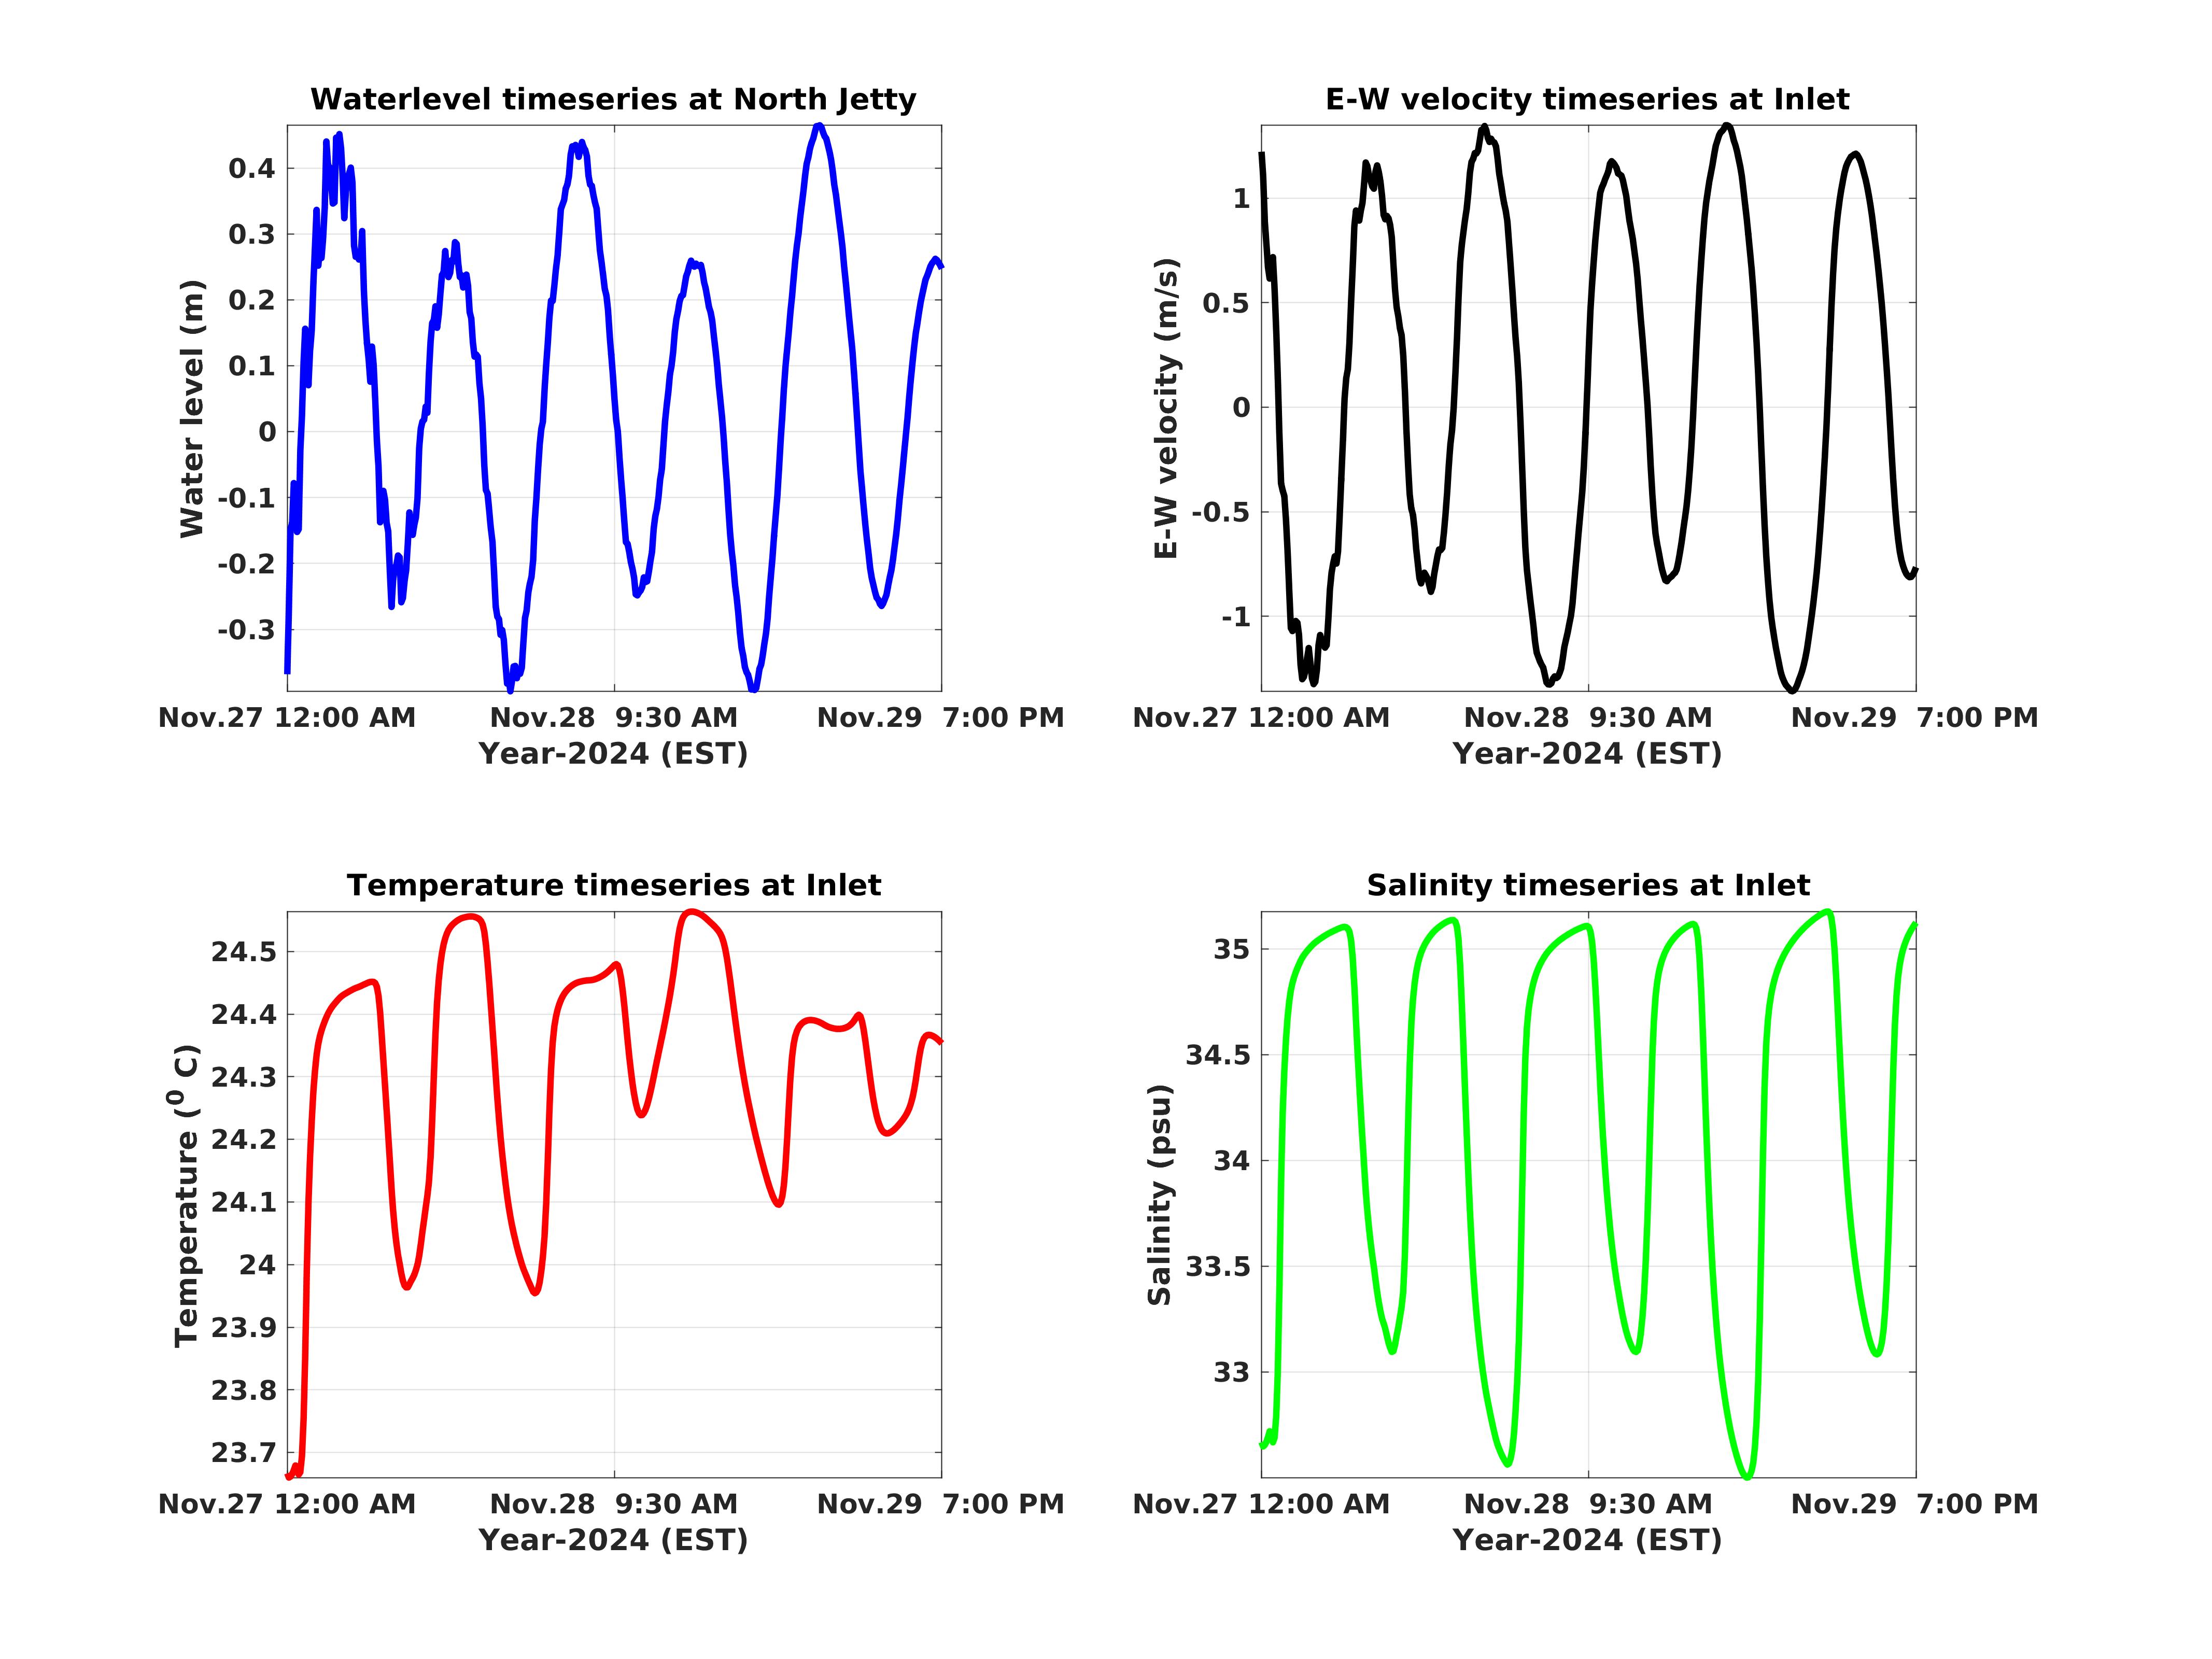 Waterlevel timeseries at North Jetty
0.4
0.3
0.2
0.1
0
-0.1
-0.2
-0.3
Water level (m)
Nov.27 12:00 AM Nov.28 9:30 AM Nov.29 7:00 PM
Year-2024 (EST)
E-W velocity timeseries at Inlet
1
0.5
0
-0.5
-1
E-W velocity (m/s)
Nov.27 12:00 AM Nov.28 9:30 AM Nov.29 7:00 PM
Year-2024 (EST)
Temperature timeseries at Inlet
24.5
24.4
24.3
24.2
24.1
24
23.9
23.8
23.7
Temperature (⁰ C)
Nov.27 12:00 AM Nov.28 9:30 AM Nov.29 7:00 PM
Year-2024 (EST)
Salinity timeseries at Inlet
35
34.5
34
33.5
33
Salinity (psu)
Nov.27 12:00 AM Nov.28 9:30 AM Nov.29 7:00 PM
Year-2024 (EST)